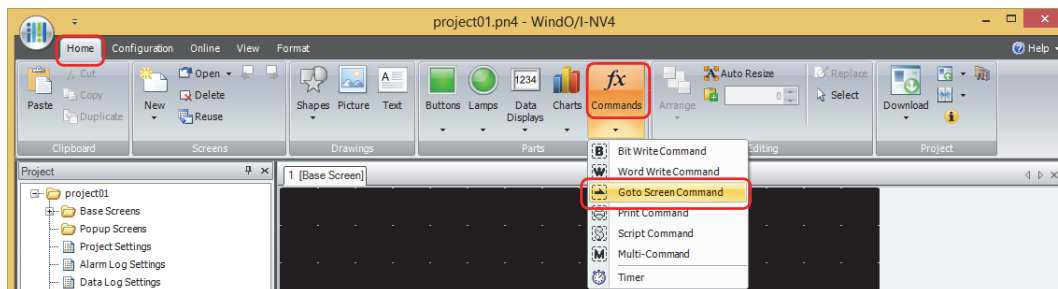 project01.pn4 - WindO/I-NV4
Home Configuration Online View Format Help
Cut Open Auto Resize Replace
Copy Delete 0 Select
Paste Duplicate New Reuse Shapes Picture Text Buttons Lamps Data Displays Charts Commands Arrange Download
1234
A
fx
Clipboard Screens Drawings Parts Editing Project
Project
1 [Base Screen]
project01
Base Screens
Popup Screens
Project Settings
Alarm Log Settings
Data Log Settings
B Bit Write Command
W Word Write Command
Goto Screen Command
Print Command
Script Command
M Multi-Command
Timer